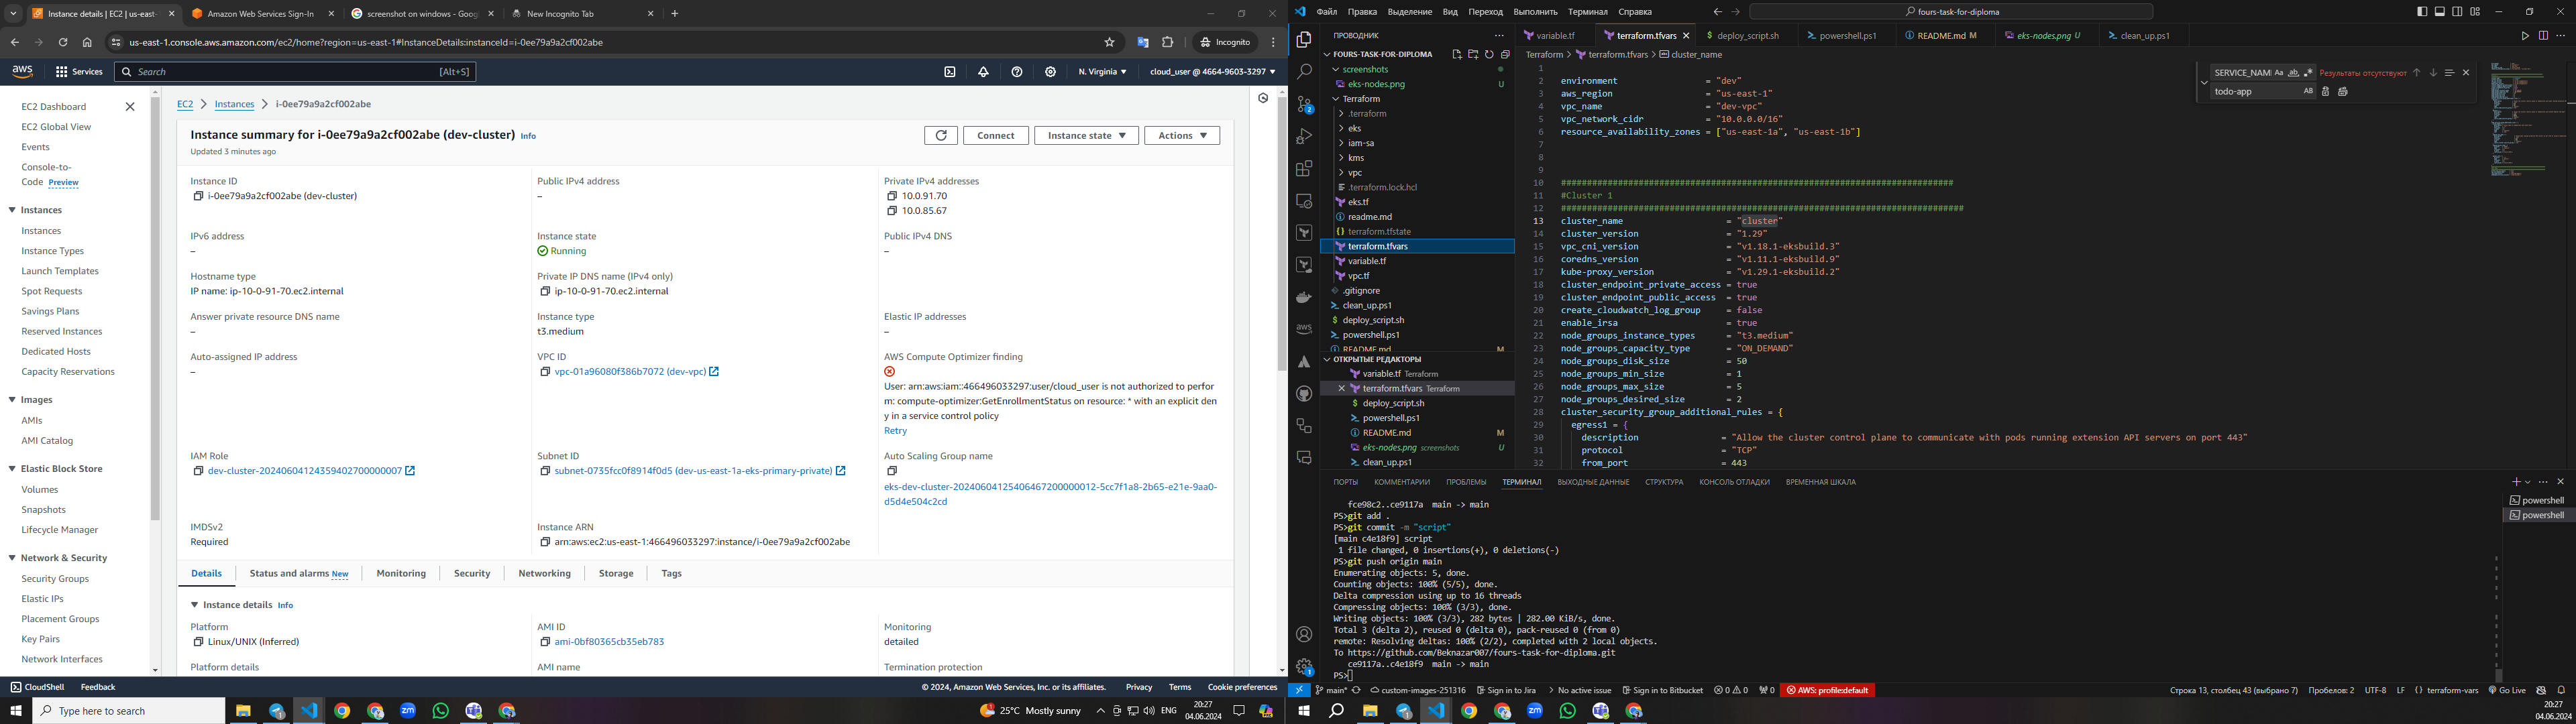 Instance details | EC2 | us-east-1
Amazon Web Services Sign-In
screenshot on windows - Goog
New Incognito Tab
us-east-1.console.aws.amazon.com/ec2/home?region=us-east-1#InstanceDetails:instanceId=i-0ee79a9a2cf002abe
Incognito
aws
Services
Search
[Alt+S]
N. Virginia
cloud_user @ 4664-9603-3297
EC2 Dashboard
EC2 Global View
Events
Console-to-
Code Preview
Instances
Instances
Instance Types
Launch Templates
Spot Requests
Savings Plans
Reserved Instances
Dedicated Hosts
Capacity Reservations
Images
AMIs
AMI Catalog
Elastic Block Store
Volumes
Snapshots
Lifecycle Manager
Network & Security
Security Groups
Elastic IPs
Placement Groups
Key Pairs
Network Interfaces
EC2
Instances
i-0ee79a9a2cf002abe
Instance summary for i-0ee79a9a2cf002abe (dev-cluster) Info
Updated 3 minutes ago
Connect
Instance state
Actions
Instance ID
i-0ee79a9a2cf002abe (dev-cluster)
Public IPv4 address
–
Private IPv4 addresses
10.0.91.70
10.0.85.67
IPv6 address
–
Instance state
Running
Public IPv4 DNS
–
Hostname type
IP name: ip-10-0-91-70.ec2.internal
Private IP DNS name (IPv4 only)
ip-10-0-91-70.ec2.internal
Answer private resource DNS name
–
Instance type
t3.medium
Elastic IP addresses
–
Auto-assigned IP address
–
VPC ID
vpc-01a96080f386b7072 (dev-vpc)
AWS Compute Optimizer finding
User: arn:aws:iam::466496033297:user/cloud_user is not authorized to perfor
m: compute-optimizer:GetEnrollmentStatus on resource: * with an explicit den
y in a service control policy
Retry
IAM Role
dev-cluster-20240604124359402700000007
Subnet ID
subnet-0735fcc0f8914f0d5 (dev-us-east-1a-eks-primary-private)
Auto Scaling Group name
eks-dev-cluster-20240604125406467200000012-5cc7f1a8-2b65-e21e-9aa0-
d5d4e504c2cd
IMDSv2
Required
Instance ARN
arn:aws:ec2:us-east-1:466496033297:instance/i-0ee79a9a2cf002abe
Details
Status and alarms New
Monitoring
Security
Networking
Storage
Tags
Instance details Info
Platform
Linux/UNIX (Inferred)
AMI ID
ami-0bf80365cb35eb783
Monitoring
detailed
Platform details
AMI name
Termination protection
CloudShell
Feedback
© 2024, Amazon Web Services, Inc. or its affiliates.
Privacy
Terms
Cookie preferences
Type here to search
25°C Mostly sunny
ENG
20:27
04.06.2024
Файл
Правка
Выделение
Вид
Переход
Выполнить
Терминал
Справка
fours-task-for-diploma
ПРОВОДНИК
FOURS-TASK-FOR-DIPLOMA
screenshots
eks-nodes.png U
Terraform
.terraform
eks
iam-sa
kms
vpc
.terraform.lock.hcl
eks.tf
readme.md
terraform.tfstate
terraform.tfvars
variable.tf
vpc.tf
.gitignore
clean_up.ps1
deploy_script.sh
powershell.ps1
README.md M
ОТКРЫТЫЕ РЕДАКТОРЫ
variable.tf Terraform
terraform.tfvars Terraform
deploy_script.sh
powershell.ps1
README.md M
eks-nodes.png screenshots U
clean_up.ps1
variable.tf
terraform.tfvars
deploy_script.sh
powershell.ps1
README.md M
eks-nodes.png U
clean_up.ps1
Terraform > terraform.tfvars > cluster_name
SERVICE_NAME
Результаты отсутствуют
todo-app
1
2 environment = "dev"
3 aws_region = "us-east-1"
4 vpc_name = "dev-vpc"
5 vpc_network_cidr = "10.0.0.0/16"
6 resource_availability_zones = ["us-east-1a", "us-east-1b"]
7
8
9
10 ############################################################################
11 #Cluster 1
12 ##############################################################################
13 cluster_name = "cluster"
14 cluster_version = "1.29"
15 vpc_cni_version = "v1.18.1-eksbuild.3"
16 coredns_version = "v1.11.1-eksbuild.9"
17 kube-proxy_version = "v1.29.1-eksbuild.2"
18 cluster_endpoint_private_access = true
19 cluster_endpoint_public_access = true
20 create_cloudwatch_log_group = false
21 enable_irsa = true
22 node_groups_instance_types = "t3.medium"
23 node_groups_capacity_type = "ON_DEMAND"
24 node_groups_disk_size = 50
25 node_groups_min_size = 1
26 node_groups_max_size = 5
27 node_groups_desired_size = 2
28 cluster_security_group_additional_rules = {
29 egress1 = {
30 description = "Allow the cluster control plane to communicate with pods running extension API servers on port 443"
31 protocol = "TCP"
32 from_port = 443
ПОРТЫ
КОММЕНТАРИИ
ПРОБЛЕМЫ
ТЕРМИНАЛ
ВЫХОДНЫЕ ДАННЫЕ
СТРУКТУРА
КОНСОЛЬ ОТЛАДКИ
ВРЕМЕННАЯ ШКАЛА
powershell
powershell
fce98c2..ce9117a main -> main
PS>git add .
PS>git commit -m "script"
[main c4e18f9] script
1 file changed, 0 insertions(+), 0 deletions(-)
PS>git push origin main
Enumerating objects: 5, done.
Counting objects: 100% (5/5), done.
Delta compression using up to 16 threads
Compressing objects: 100% (3/3), done.
Writing objects: 100% (3/3), 282 bytes | 282.00 KiB/s, done.
Total 3 (delta 2), reused 0 (delta 0), pack-reused 0 (from 0)
remote: Resolving deltas: 100% (2/2), completed with 2 local objects.
To https://github.com/Beknazar007/fours-task-for-diploma.git
ce9117a..c4e18f9 main -> main
PS>
main*
custom-images-251316
Sign in to Jira
No active issue
Sign in to Bitbucket
0 0
0
AWS: profile:default
Строка 13, столбец 43 (выбрано 7)
Пробелов: 2
UTF-8
LF
terraform-vars
Go Live
20:27
04.06.2024